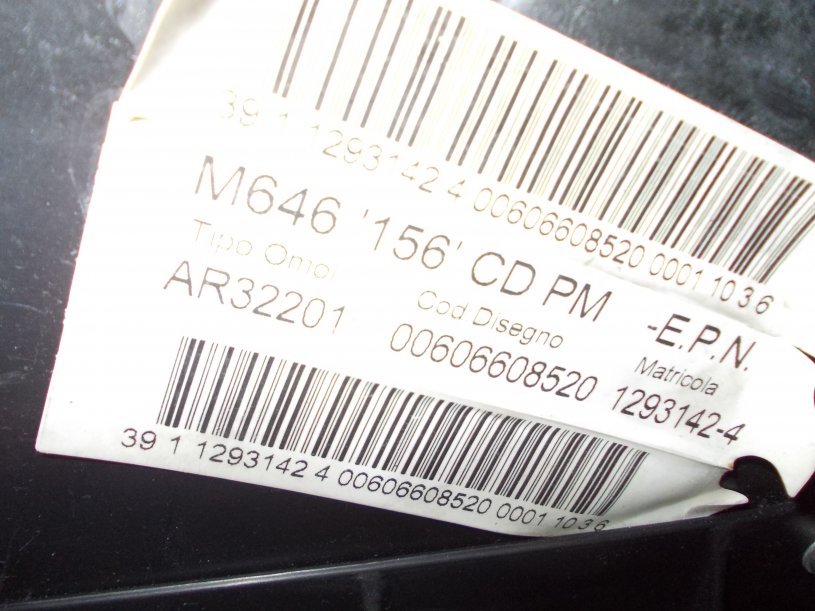 39 1 1293142 4 00606608520 0001 10 3 6
M646 '156' CD PM -E.P.N.
Tipo Omol Cod Disegno Matricola
AR32201 00606608520 1293142-4
39 1 1293142 4 00606608520 0001 10 3 6